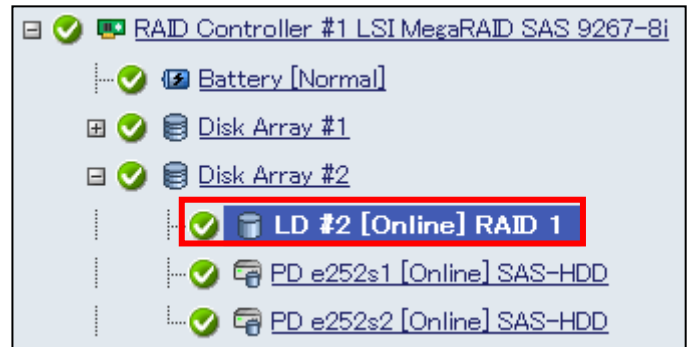 RAID Controller #1 LSI MegaRAID SAS 9267-8i
Battery [Normal]
Disk Array #1
Disk Array #2
LD #2 [Online] RAID 1
PD e252s1 [Online] SAS-HDD
PD e252s2 [Online] SAS-HDD